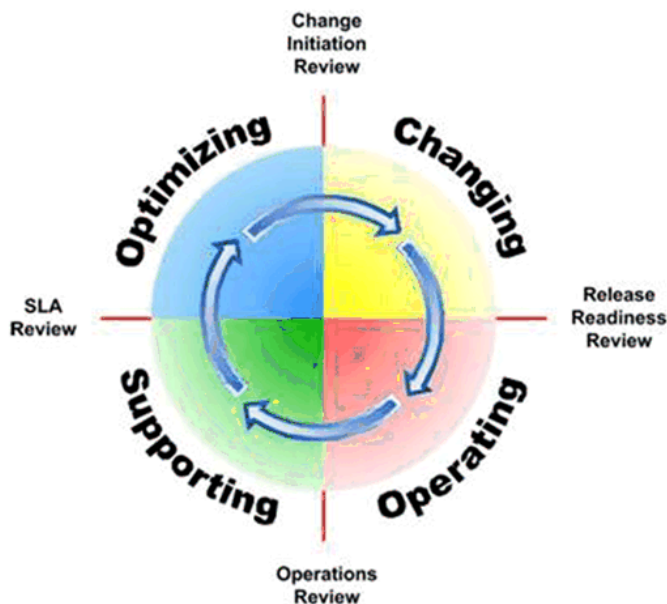 Change
Initiation
Review
Optimizing
Changing
SLA
Review
Release
Readiness
Review
Supporting
Operating
Operations
Review